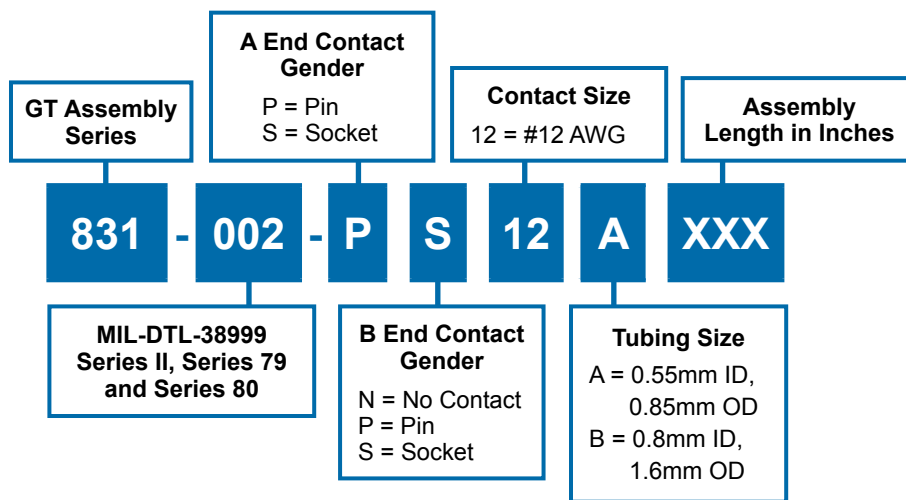 GT Assembly
Series
A End Contact
Gender
P = Pin
S = Socket
Contact Size
12 = #12 AWG
Assembly
Length in Inches
831 - 002 - P S 12 A XXX
MIL-DTL-38999
Series II, Series 79
and Series 80
B End Contact
Gender
N = No Contact
P = Pin
S = Socket
Tubing Size
A = 0.55mm ID,
0.85mm OD
B = 0.8mm ID,
1.6mm OD